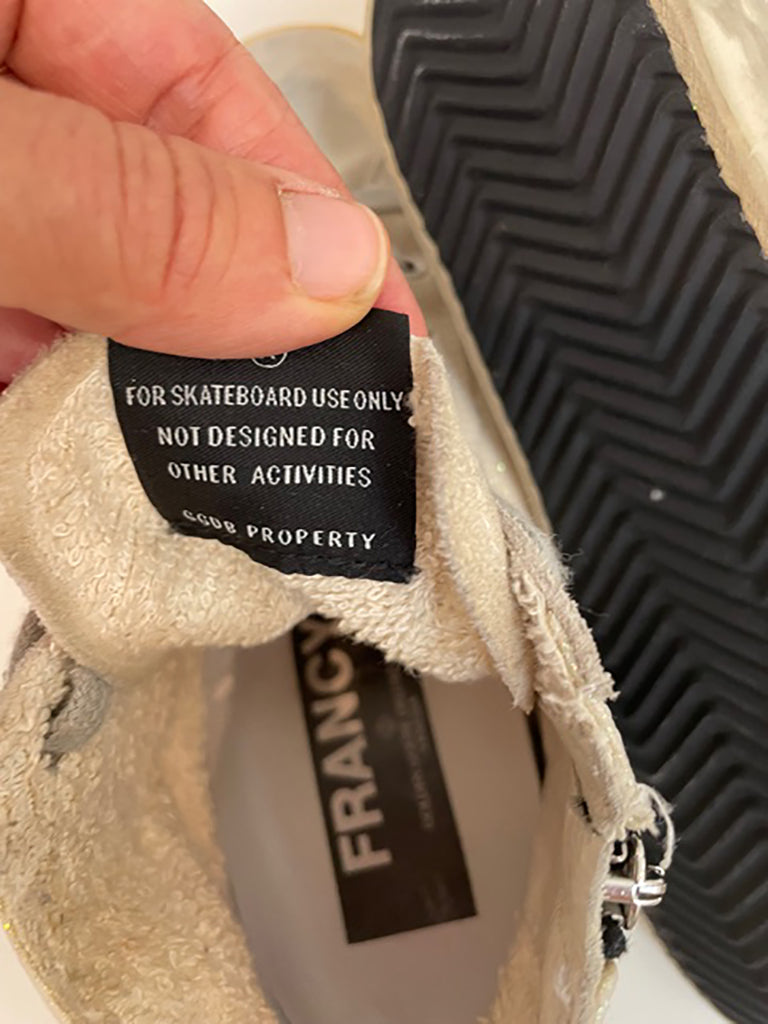 FOR SKATEBOARD USE ONLY
NOT DESIGNED FOR
OTHER ACTIVITIES
GGDB PROPERTY
FRANCY